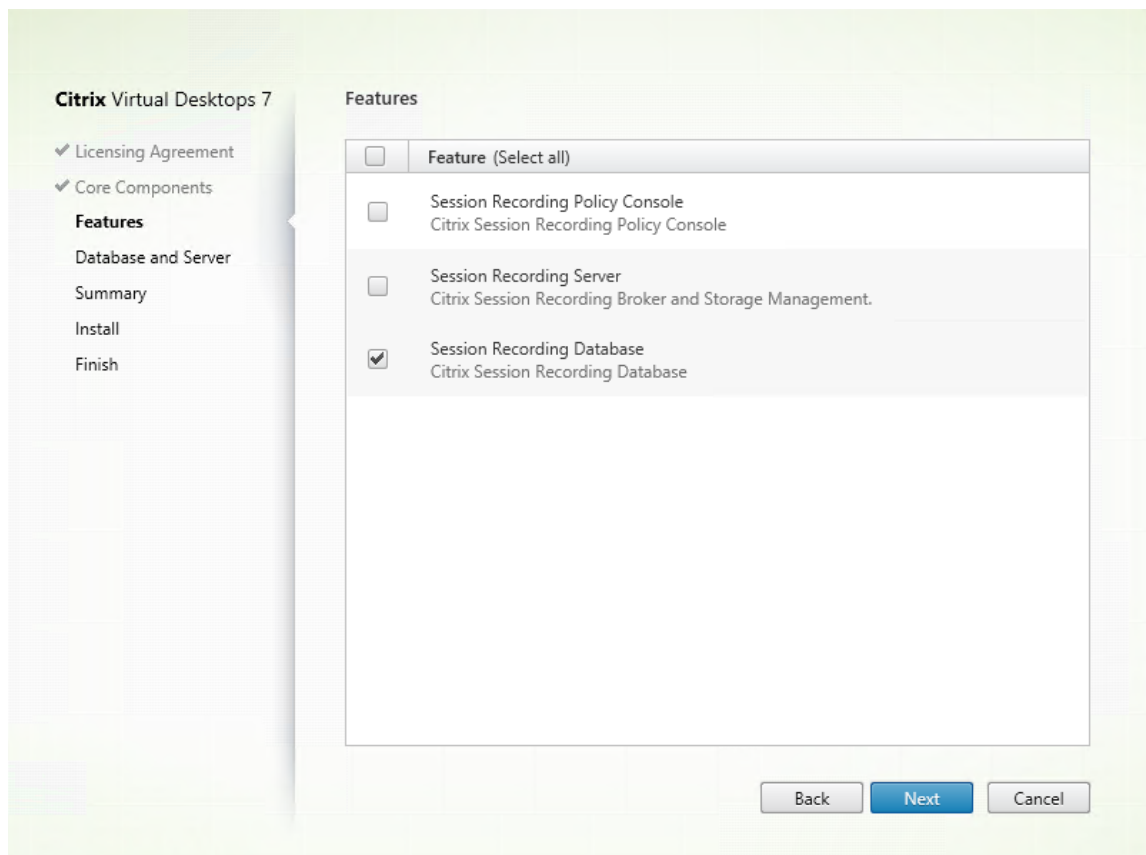 Citrix Virtual Desktops 7
Licensing Agreement
Core Components
Features
Database and Server
Summary
Install
Finish
Features
Feature (Select all)
Session Recording Policy Console
Citrix Session Recording Policy Console
Session Recording Server
Citrix Session Recording Broker and Storage Management.
Session Recording Database
Citrix Session Recording Database
Back
Next
Cancel